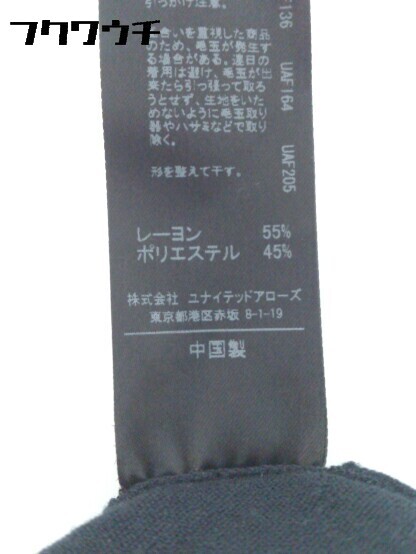 フクワウチ
引っかけ注意。
合いを重視した商品
のため、毛玉が発生す
る場合がある。連日の
着用は避け、毛玉が出
来たら引っ張って取ろ
うとせず、生地をいた
めないように毛玉取り
器やハサミなどで取り
除く。
形を整えて干す。
136
UAF164
UAF205
レーヨン 55%
ポリエステル 45%
株式会社 ユナイテッドアローズ
東京都港区赤坂 8-1-19
中国製